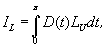 I_L = ∫_0^z D(t) L_U dt,